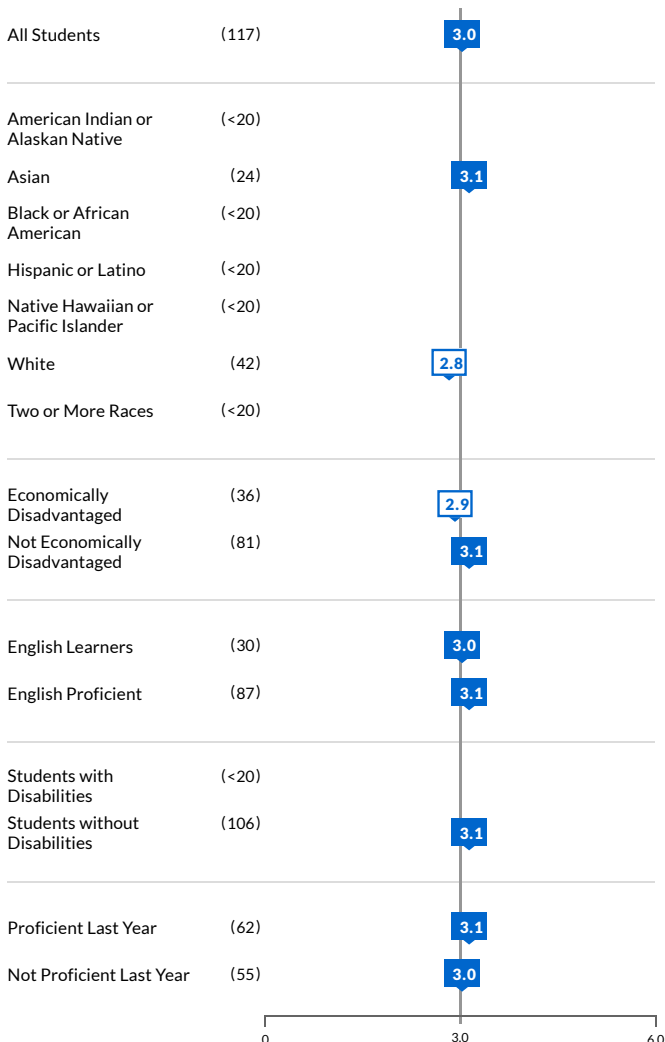 All Students (117) 3.0
American Indian or (<20)
Alaskan Native
Asian (24) 3.1
Black or African (<20)
American
Hispanic or Latino (<20)
Native Hawaiian or (<20)
Pacific Islander
White (42) 2.8
Two or More Races (<20)
Economically (36) 2.9
Disadvantaged
Not Economically (81) 3.1
Disadvantaged
English Learners (30) 3.0
English Proficient (87) 3.1
Students with (<20)
Disabilities
Students without (106) 3.1
Disabilities
Proficient Last Year (62) 3.1
Not Proficient Last Year (55) 3.0
0 3.0 6.0